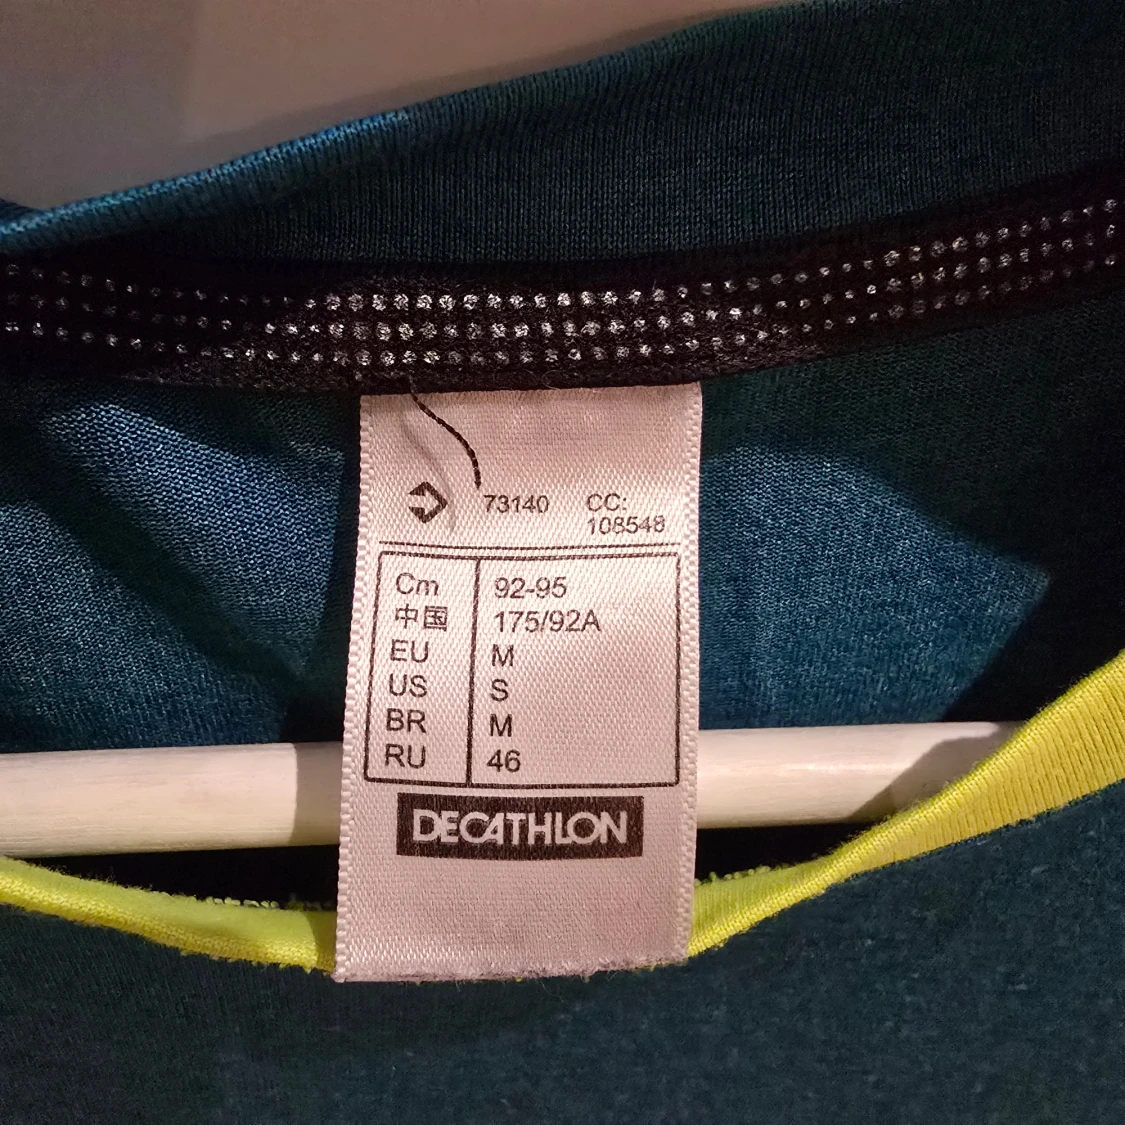 73140 CC:
108548
Cm 92-95
中国 175/92A
EU M
US S
BR M
RU 46
DECATHLON